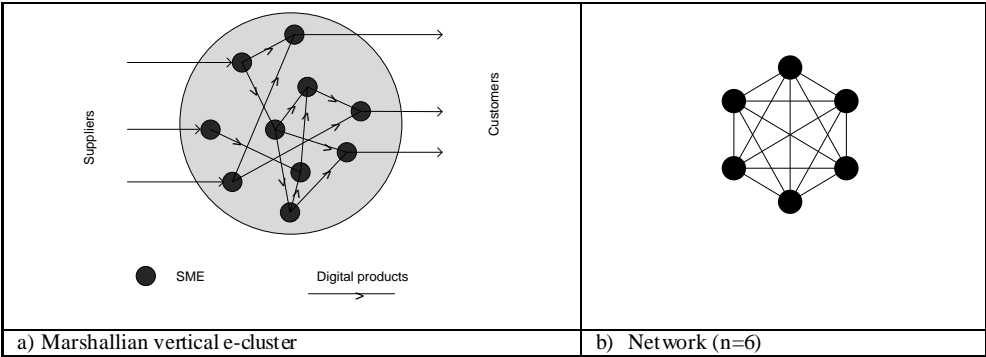 Suppliers
Customers
SME
Digital products
a) Marshallian vertical e-cluster
b) Network (n=6)